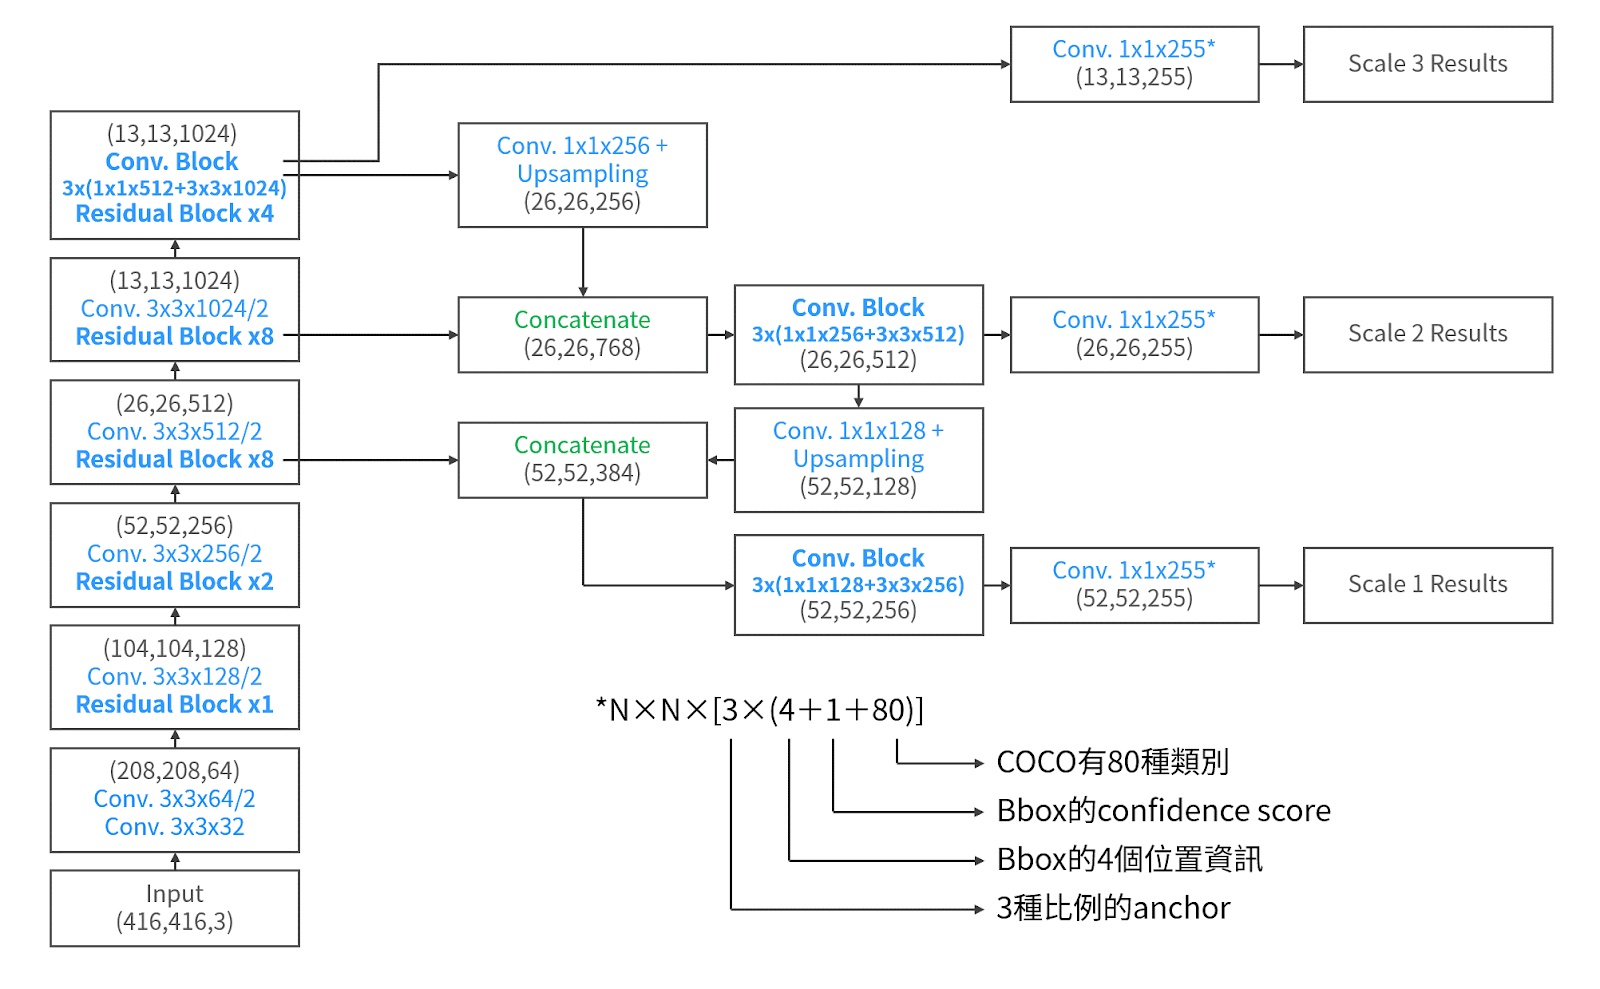 Conv. 1x1x255*
(13,13,255)
Scale 3 Results
(13,13,1024)
Conv. Block
3x(1x1x512+3x3x1024)
Residual Block x4
Conv. 1x1x256 +
Upsampling
(26,26,256)
(13,13,1024)
Conv. 3x3x1024/2
Residual Block x8
Concatenate
(26,26,768)
Conv. Block
3x(1x1x256+3x3x512)
(26,26,512)
Conv. 1x1x255*
(26,26,255)
Scale 2 Results
(26,26,512)
Conv. 3x3x512/2
Residual Block x8
Concatenate
(52,52,384)
Conv. 1x1x128 +
Upsampling
(52,52,128)
(52,52,256)
Conv. 3x3x256/2
Residual Block x2
Conv. Block
3x(1x1x128+3x3x256)
(52,52,256)
Conv. 1x1x255*
(52,52,255)
Scale 1 Results
(104,104,128)
Conv. 3x3x128/2
Residual Block x1
(208,208,64)
Conv. 3x3x64/2
Conv. 3x3x32
Input
(416,416,3)
*N×N×[3×(4+1+80)]
COCO有80種類別
Bbox的confidence score
Bbox的4個位置資訊
3種比例的anchor